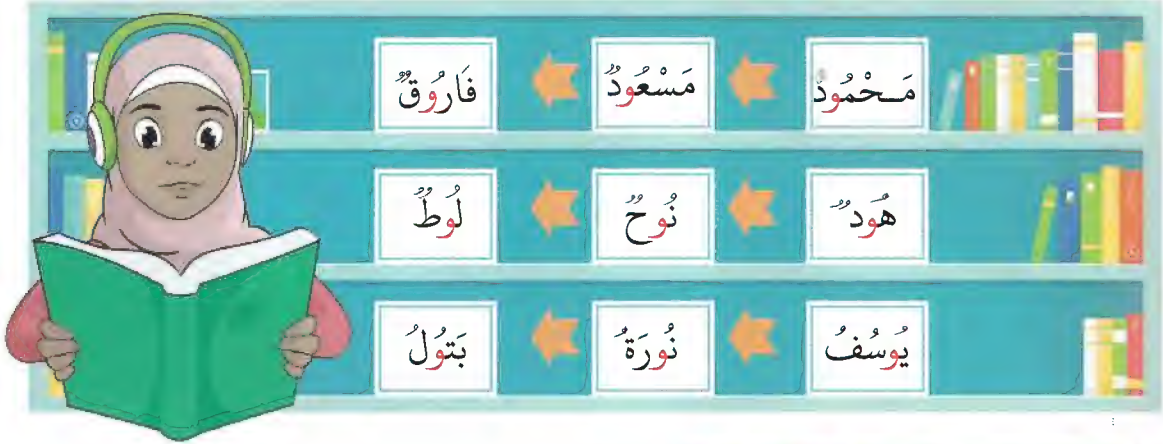 مَـحْمُودٌ مَسْعُودٌ فَارُوقٌ
هُودٌ نُوحٌ لُوطٌ
يُوسُفُ نُورَةُ بَتُولُ